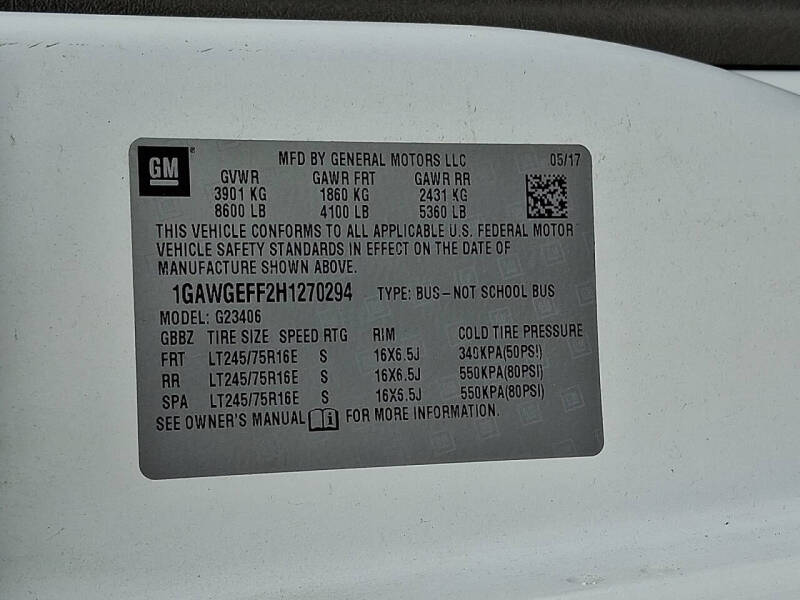 GM
MFD BY GENERAL MOTORS LLC 05/17
GVWR GAWR FRT GAWR RR
3901 KG 1860 KG 2431 KG
8600 LB 4100 LB 5360 LB
THIS VEHICLE CONFORMS TO ALL APPLICABLE U.S. FEDERAL MOTOR
VEHICLE SAFETY STANDARDS IN EFFECT ON THE DATE OF
MANUFACTURE SHOWN ABOVE.
1GAWGEFF2H1270294 TYPE: BUS-NOT SCHOOL BUS
MODEL: G23406
GBBZ TIRE SIZE SPEED RTG RIM COLD TIRE PRESSURE
FRT LT245/75R16E S 16X6.5J 340KPA(50PSI)
RR LT245/75R16E S 16X6.5J 550KPA(80PSI)
SPA LT245/75R16E S 16X6.5J 550KPA(80PSI)
SEE OWNER'S MANUAL FOR MORE INFORMATION.